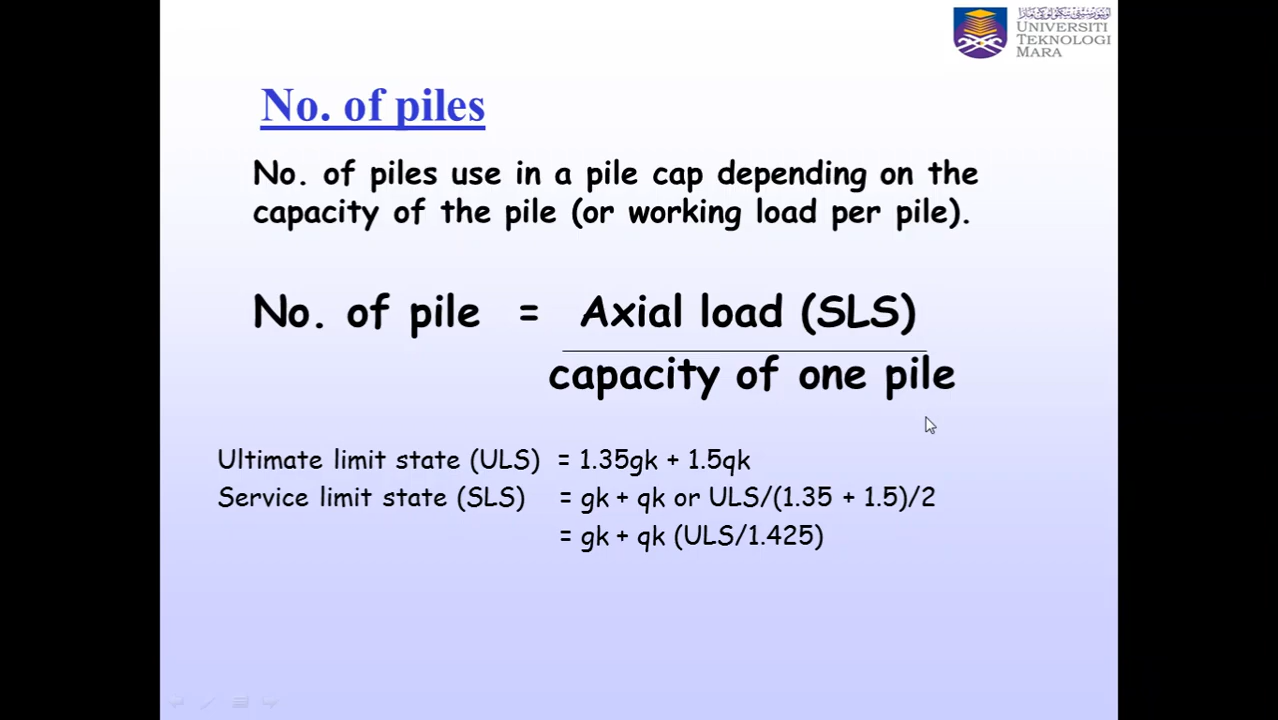 UNIVERSITI
TEKNOLOGI
MARA
No. of piles
No. of piles use in a pile cap depending on the
capacity of the pile (or working load per pile).
No. of pile = Axial load (SLS)
capacity of one pile
Ultimate limit state (ULS) = 1.35gk + 1.5qk
Service limit state (SLS) = gk + qk or ULS/(1.35 + 1.5)/2
= gk + qk (ULS/1.425)